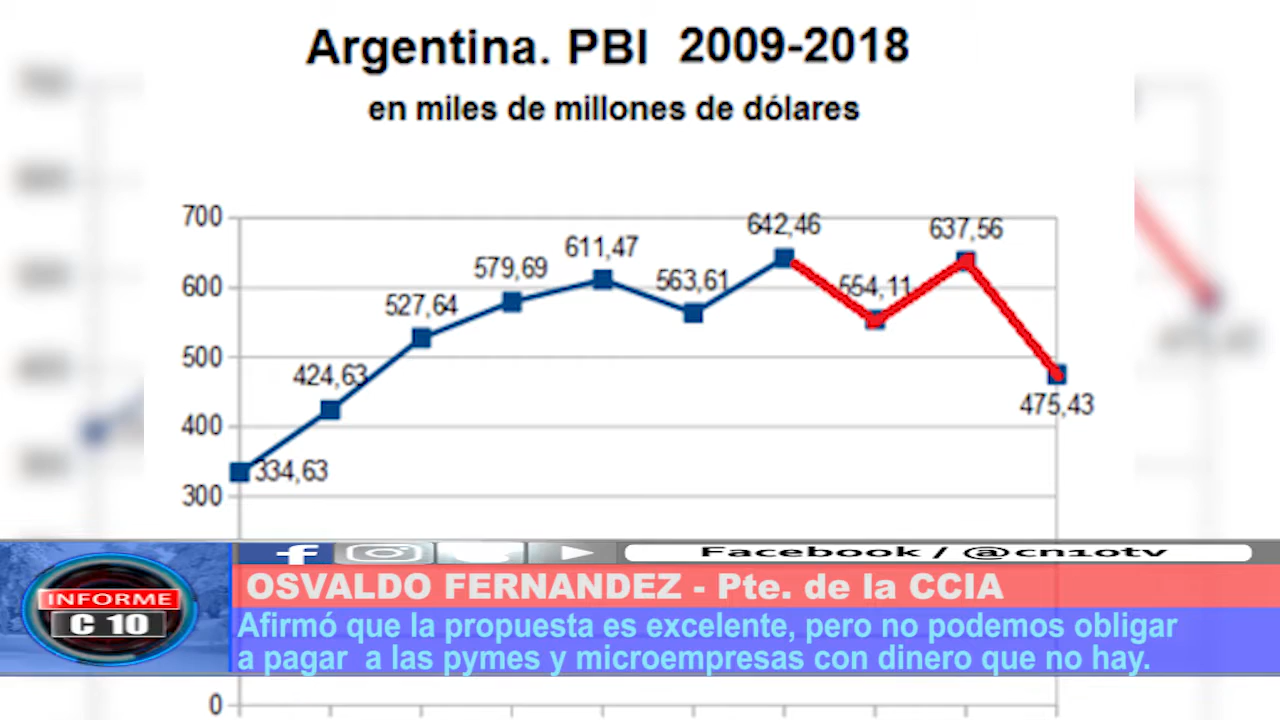 Argentina. PBI 2009-2018
en miles de millones de dólares
700
642,46
637,56
611,47
579,69
563,61
600
554,11
527,64
500
424,63
475,43
400
334,63
300
Facebook / @cn10tv
INFORME
C 10
OSVALDO FERNANDEZ - Pte. de la CCIA
Afirmó que la propuesta es excelente, pero no podemos obligar
a pagar a las pymes y microempresas con dinero que no hay.
0